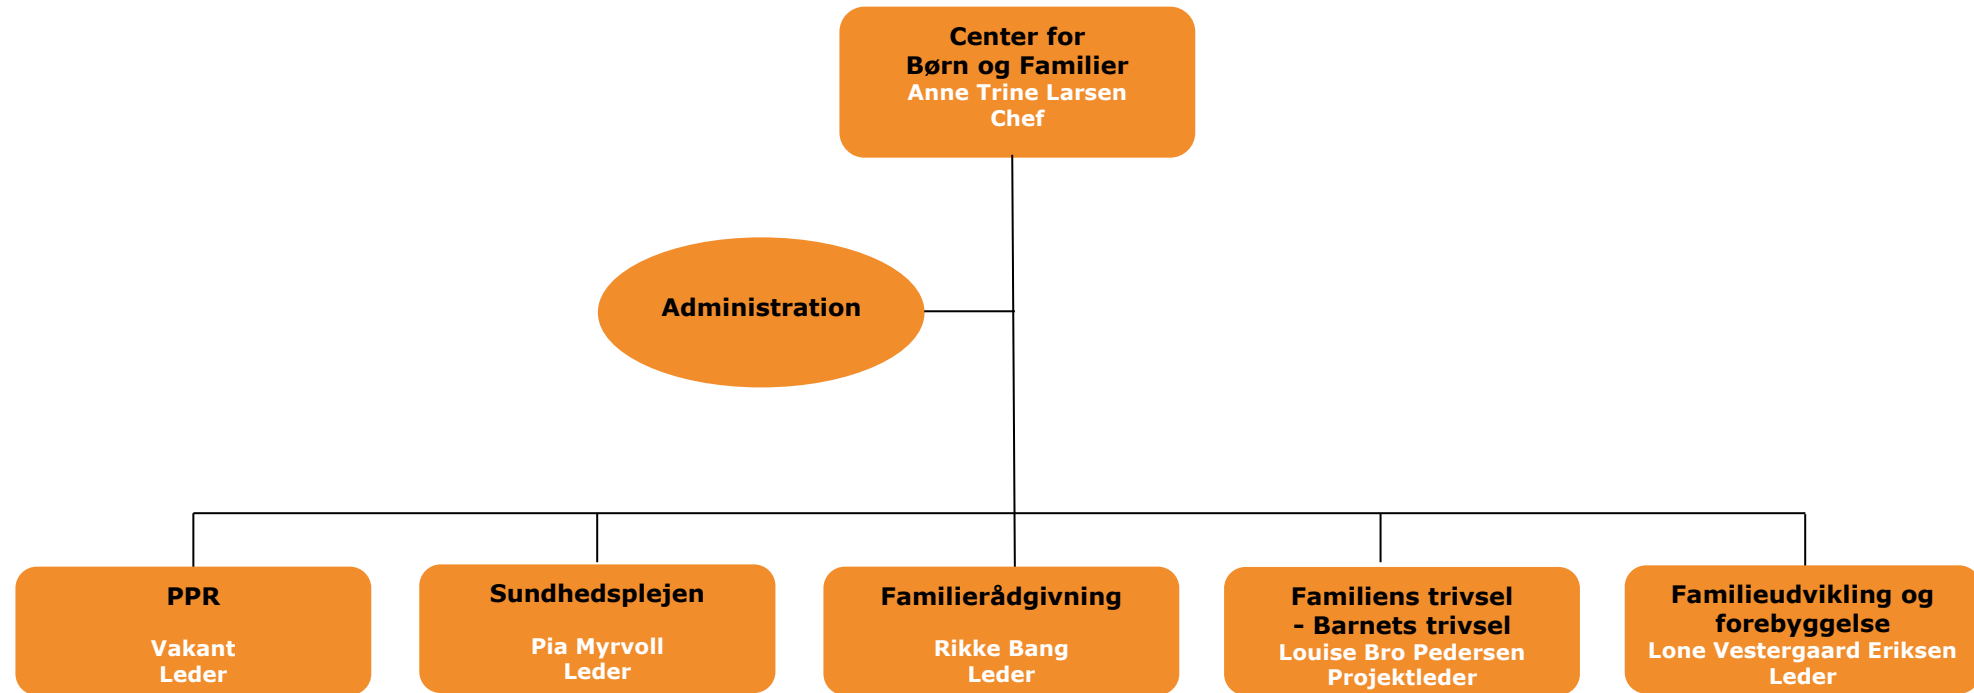 Center for
Børn og Familier
Anne Trine Larsen
Chef
Administration
PPR
Vakant
Leder
Sundhedsplejen
Pia Myrvoll
Leder
Familierådgivning
Rikke Bang
Leder
Familiens trivsel
– Barnets trivsel
Louise Bro Pedersen
Projektleder
Familieudvikling og
forebyggelse
Lone Vestergaard Eriksen
Leder